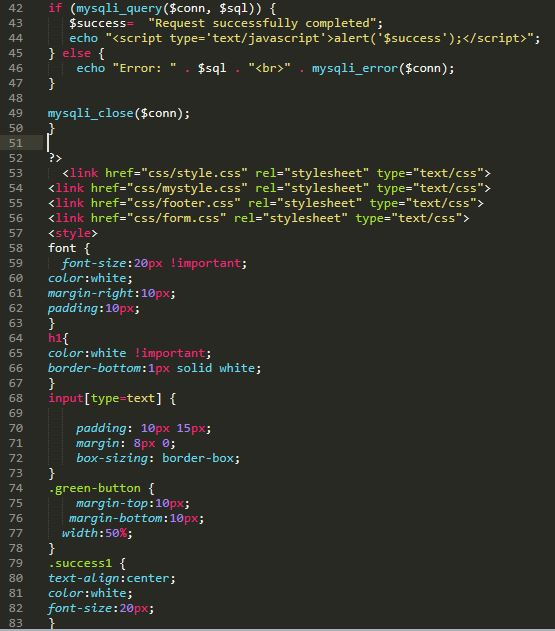 42 if (mysqli_query($conn, $sql)) {
43 $success= "Request successfully completed";
44 echo "<script type='text/javascript'>alert('$success');</script>";
45 } else {
46 echo "Error: " . $sql . "<br>" . mysqli_error($conn);
47 }
48
49 mysqli_close($conn);
50 }
51
52 ?>
53 <link href="css/style.css" rel="stylesheet" type="text/css">
54 <link href="css/mystyle.css" rel="stylesheet" type="text/css">
55 <link href="css/footer.css" rel="stylesheet" type="text/css">
56 <link href="css/form.css" rel="stylesheet" type="text/css">
57 <style>
58 font {
59 font-size:20px !important;
60 color:white;
61 margin-right:10px;
62 padding:10px;
63 }
64 h1{
65 color:white !important;
66 border-bottom:1px solid white;
67 }
68 input[type=text] {
69
70 padding: 10px 15px;
71 margin: 8px 0;
72 box-sizing: border-box;
73 }
74 .green-button {
75 margin-top:10px;
76 margin-bottom:10px;
77 width:50%;
78 }
79 .success1 {
80 text-align:center;
81 color:white;
82 font-size:20px;
83 }